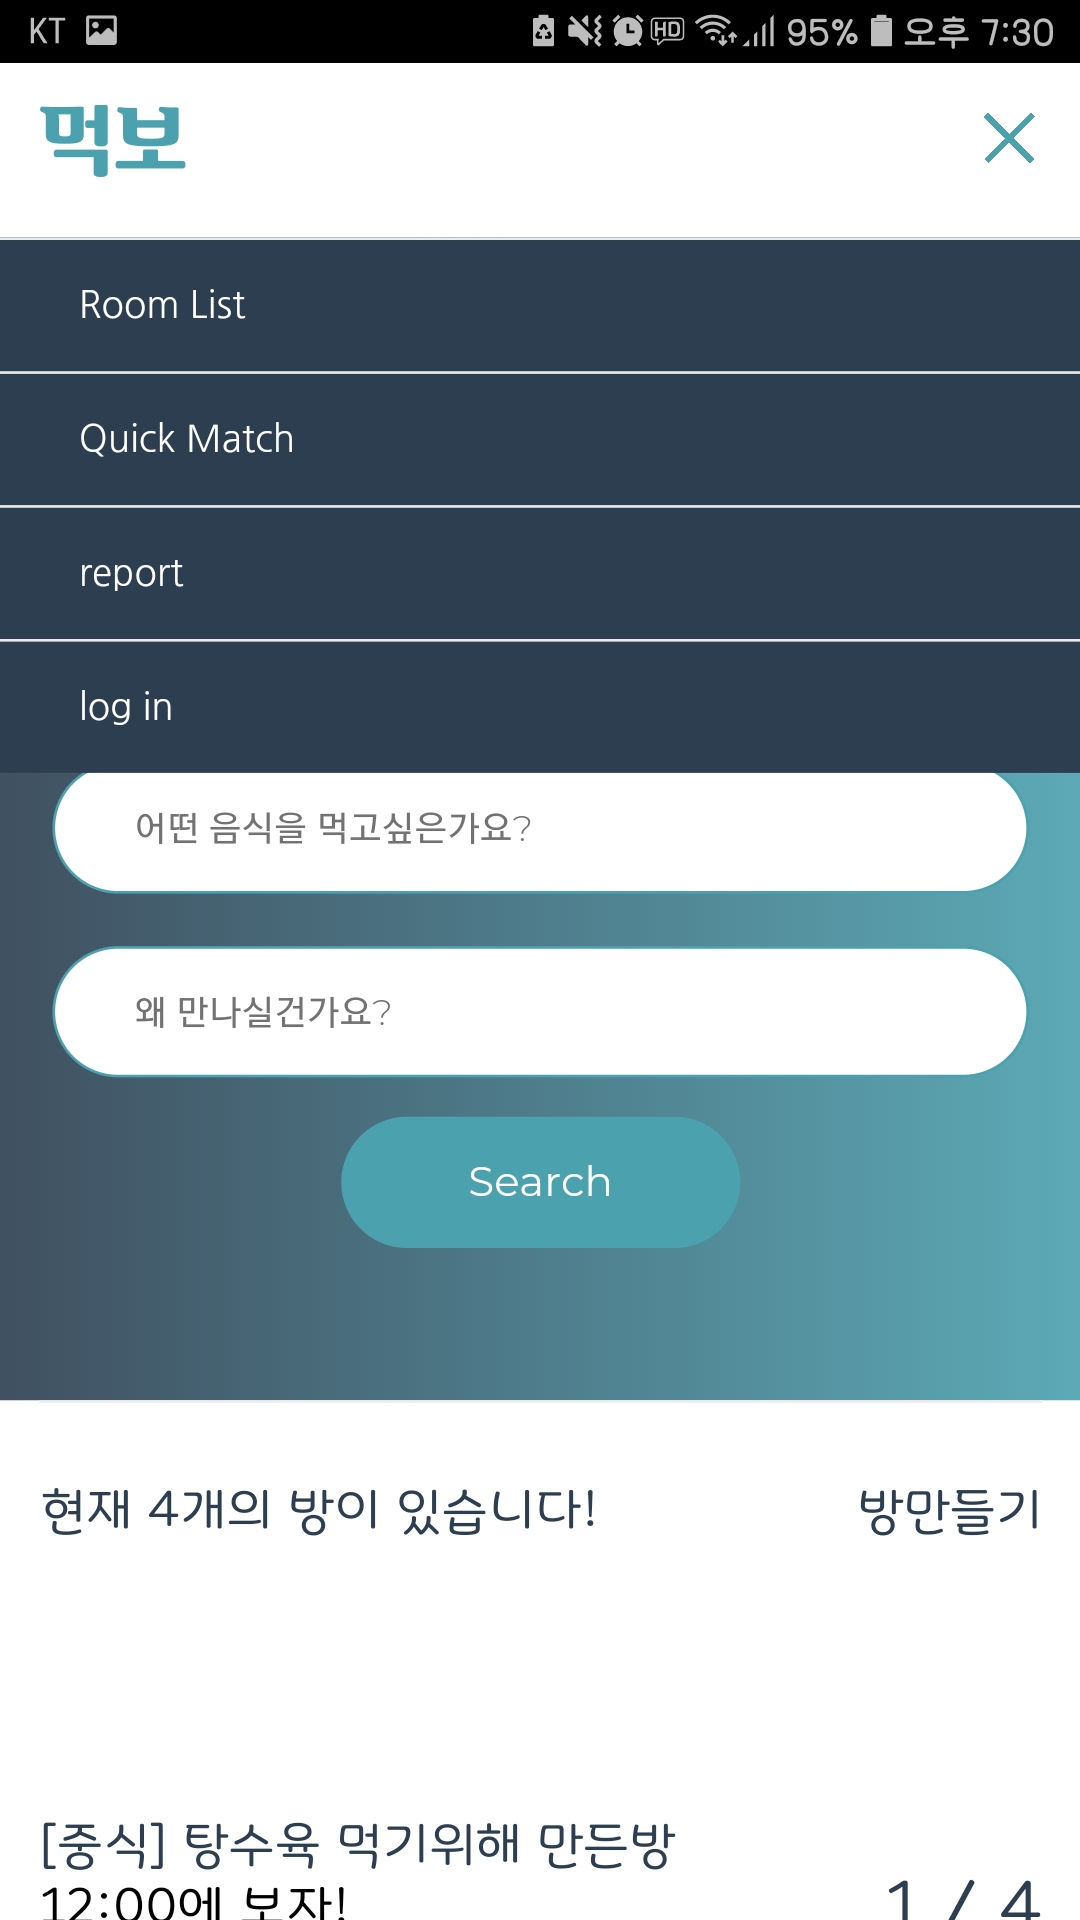 KT HD 95% 오후 7:30
먹보
Room List
Quick Match
report
log in
어떤 음식을 먹고싶은가요?
왜 만나실건가요?
Search
현재 4개의 방이 있습니다! 방만들기
[중식] 탕수육 먹기위해 만든방
12:00에 보자! 1 / 4